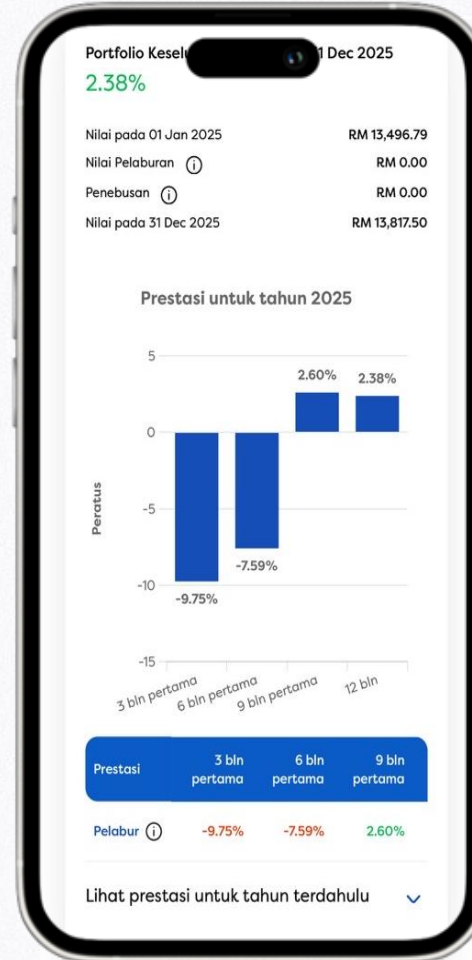 Portfolio Kesel 1 Dec 2025
2.38%
Nilai pada 01 Jan 2025 RM 13,496.79
Nilai Pelaburan RM 0.00
Penebusan RM 0.00
Nilai pada 31 Dec 2025 RM 13,817.50
Prestasi untuk tahun 2025
5
2.60% 2.38%
0
Peratus
-5
-7.59%
-10
-9.75%
-15
3 bln pertama 6 bln pertama 9 bln pertama 12 bln
Prestasi 3 bln pertama 6 bln pertama 9 bln pertama
Pelabur -9.75% -7.59% 2.60%
Lihat prestasi untuk tahun terdahulu